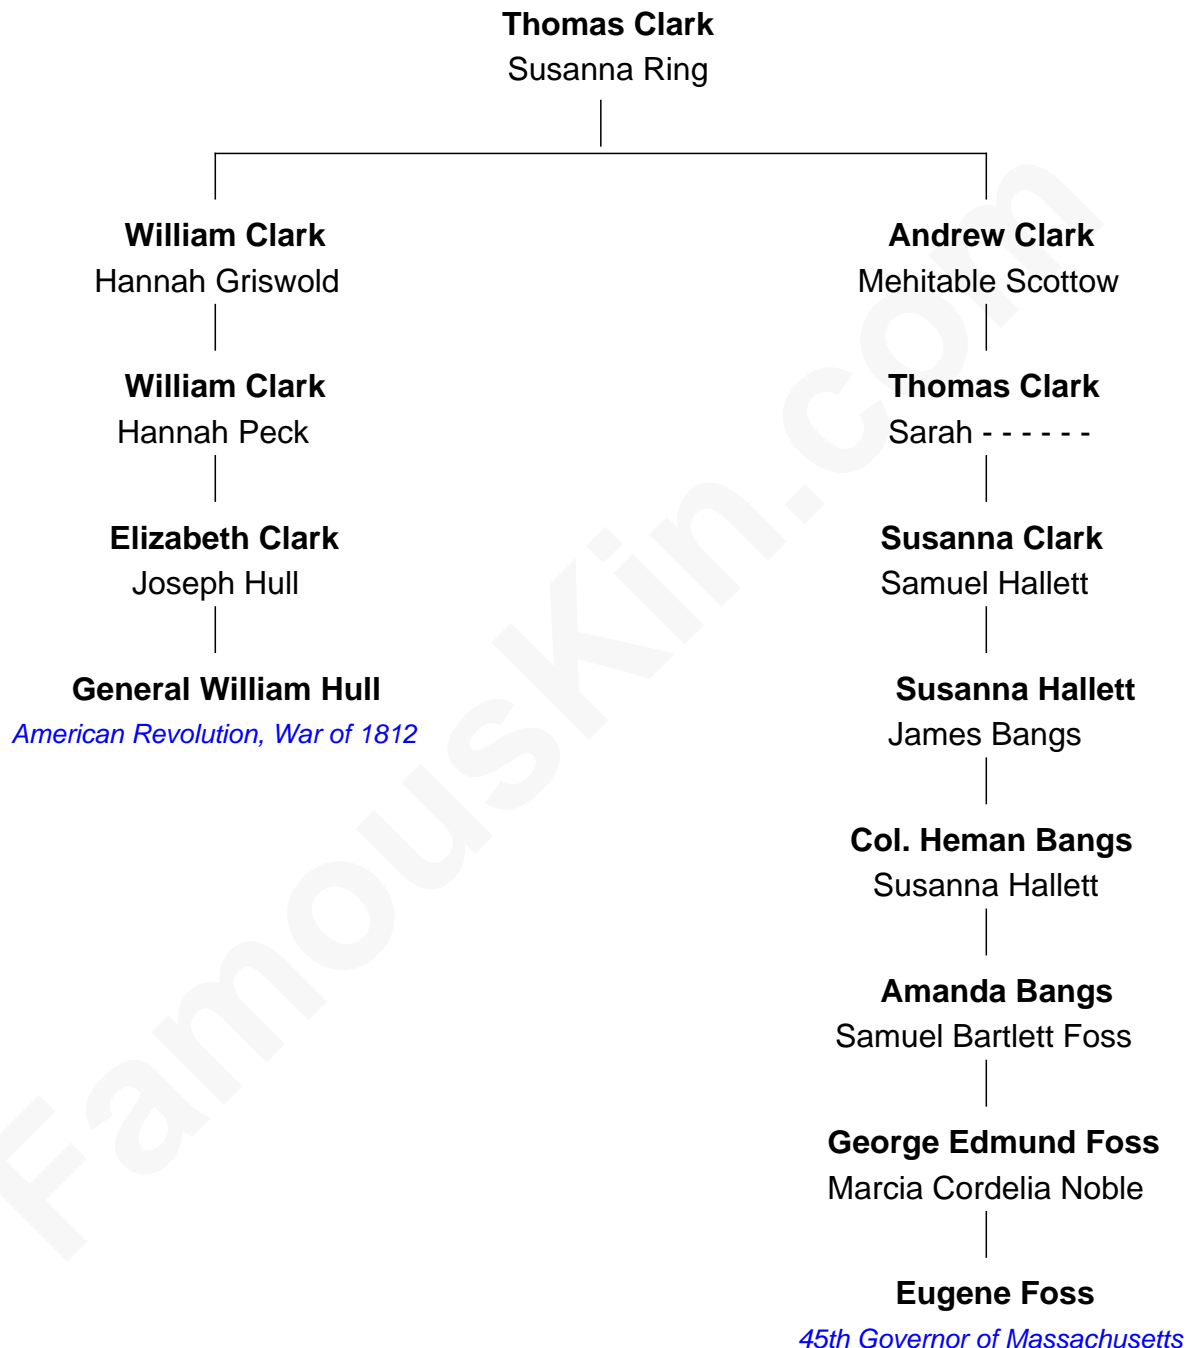 Thomas Clark
Susanna Ring
William Clark
Hannah Griswold
William Clark
Hannah Peck
Elizabeth Clark
Joseph Hull
General William Hull
American Revolution, War of 1812
Andrew Clark
Mehitable Scottow
Thomas Clark
Sarah - - - - - -
Susanna Clark
Samuel Hallett
Susanna Hallett
James Bangs
Col. Heman Bangs
Susanna Hallett
Amanda Bangs
Samuel Bartlett Foss
George Edmund Foss
Marcia Cordelia Noble
Eugene Foss
45th Governor of Massachusetts
FamousKin.com